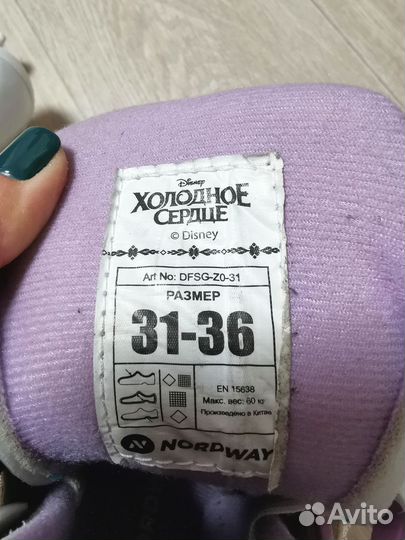 Disney
ХОЛОДНОЕ
СЕРДЦЕ
© Disney
Art No: DFSG-Z0-31
РАЗМЕР
31-36
EN 15638
Макс. вес: 60 кг
Произведено в Китае
NORDWAY
Avito